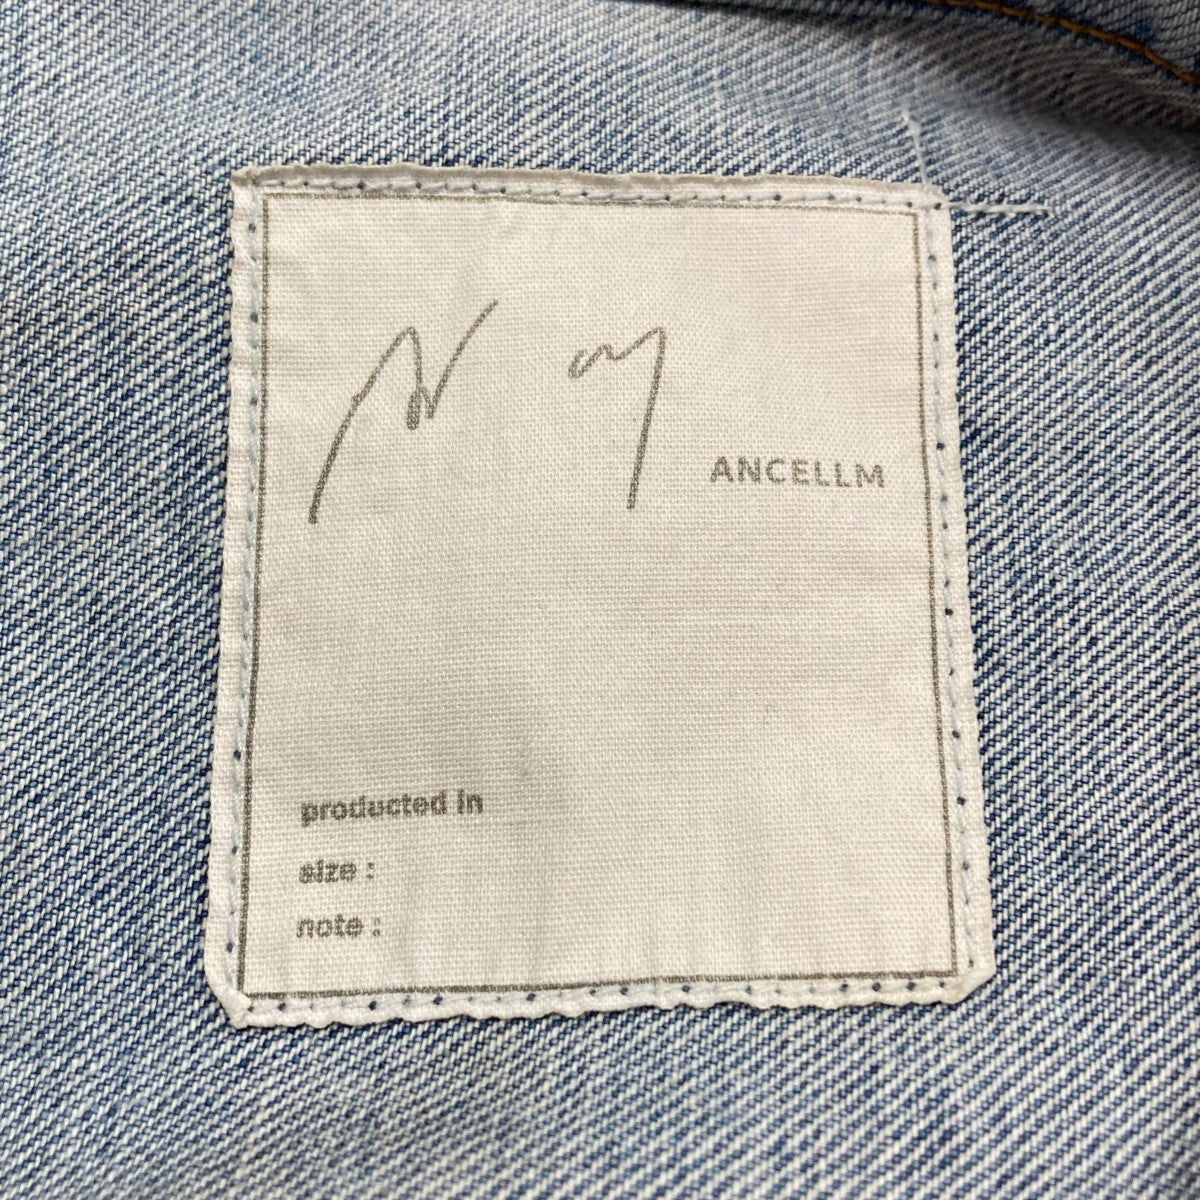 ANCELLM
producted in
size :
note :